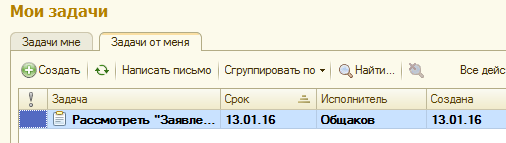 Мои задачи
Задачи мне Задачи от меня
Создать Написать письмо Сгруппировать по Найти... Все дейс
! Задача Срок Исполнитель Создана
Рассмотреть "Заявле... 13.01.16 Общаков 13.01.16